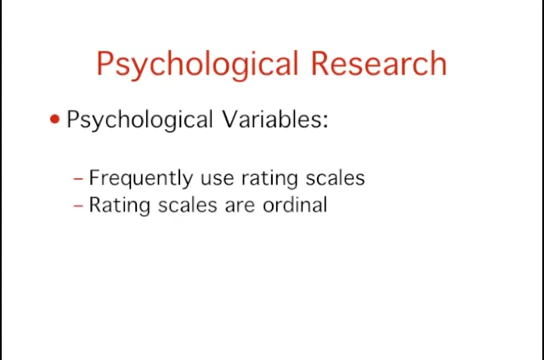 Psychological Research
• Psychological Variables:
– Frequently use rating scales
– Rating scales are ordinal